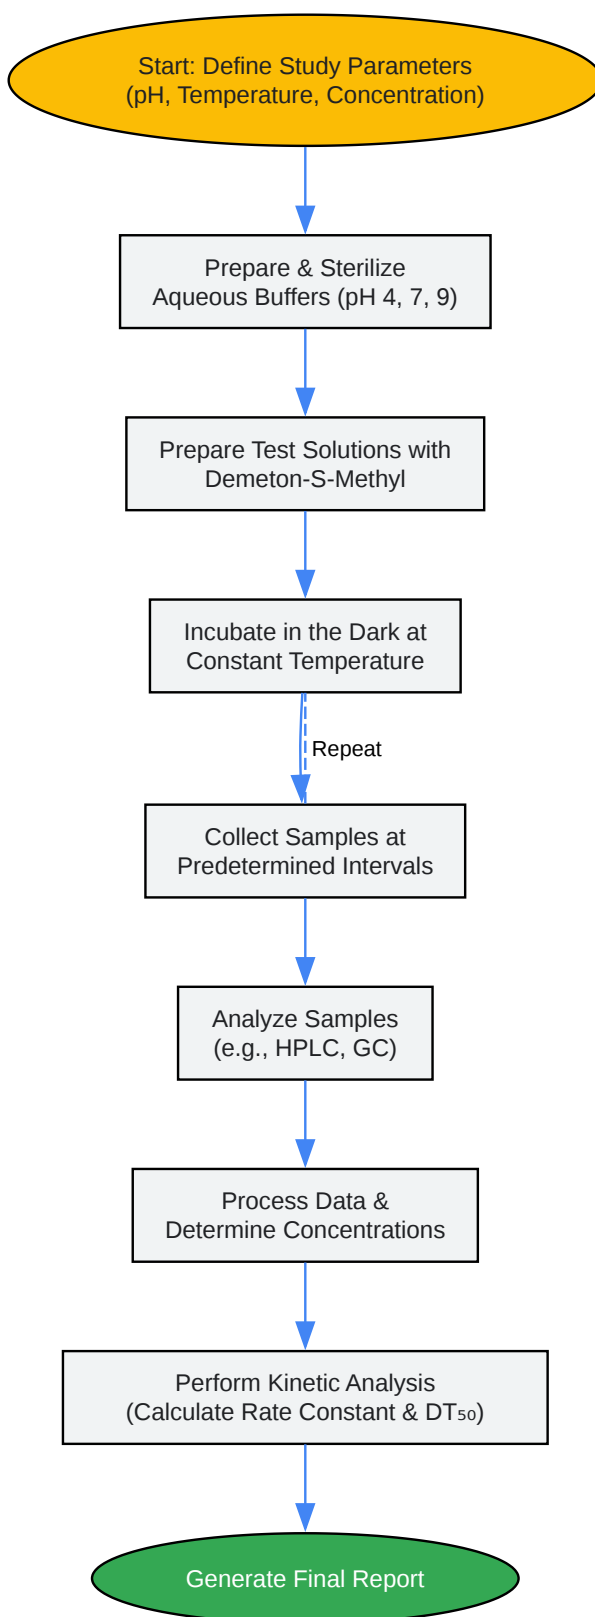 Start: Define Study Parameters
(pH, Temperature, Concentration)
Prepare & Sterilize
Aqueous Buffers (pH 4, 7, 9)
Prepare Test Solutions with
Demeton-S-Methyl
Incubate in the Dark at
Constant Temperature
Repeat
Collect Samples at
Predetermined Intervals
Analyze Samples
(e.g., HPLC, GC)
Process Data &
Determine Concentrations
Perform Kinetic Analysis
(Calculate Rate Constant & DT₅₀)
Generate Final Report